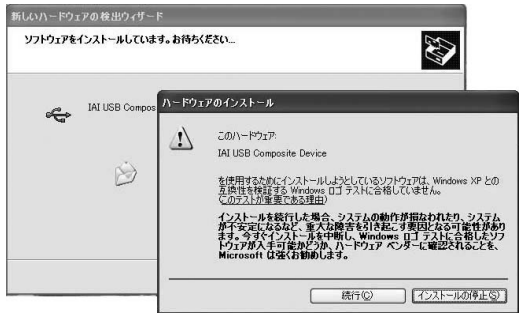 新しいハードウェアの検出ウィザード
ソフトウェアをインストールしています。お待ちください...
IAI USB Compos
ハードウェアのインストール
このハードウェア:
IAI USB Composite Device
を使用するためにインストールしようとしているソフトウェアは、Windows XP との
互換性を検証する Windows ロゴ テストに合格していません。
(このテストが重要である理由)
インストールを続行した場合、システムの動作が損なわれたり、システム
が不安定になるなど、重大な障害を引き起こす要因となる可能性があり
ます。今すぐインストールを中断し、Windows ロゴ テストに合格したソフ
トウェアが入手可能かどうか、ハードウェア ベンダーに確認されることを、
Microsoft は強くお勧めします。
続行(C)
インストールの停止(S)